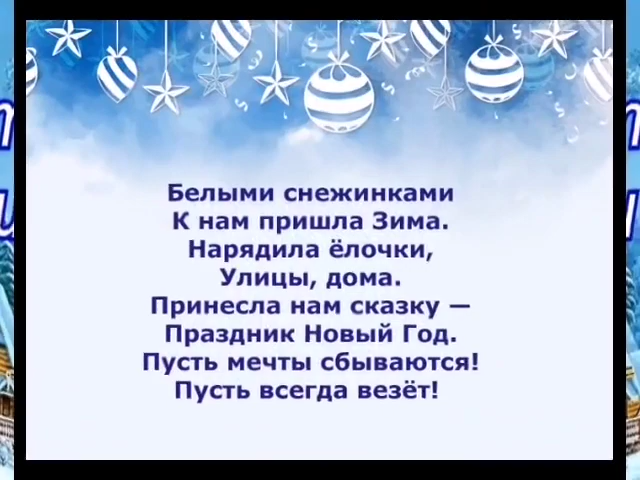 Белыми снежинками
К нам пришла Зима.
Нарядила ёлочки,
Улицы, дома.
Принесла нам сказку —
Праздник Новый Год.
Пусть мечты сбываются!
Пусть всегда везёт!